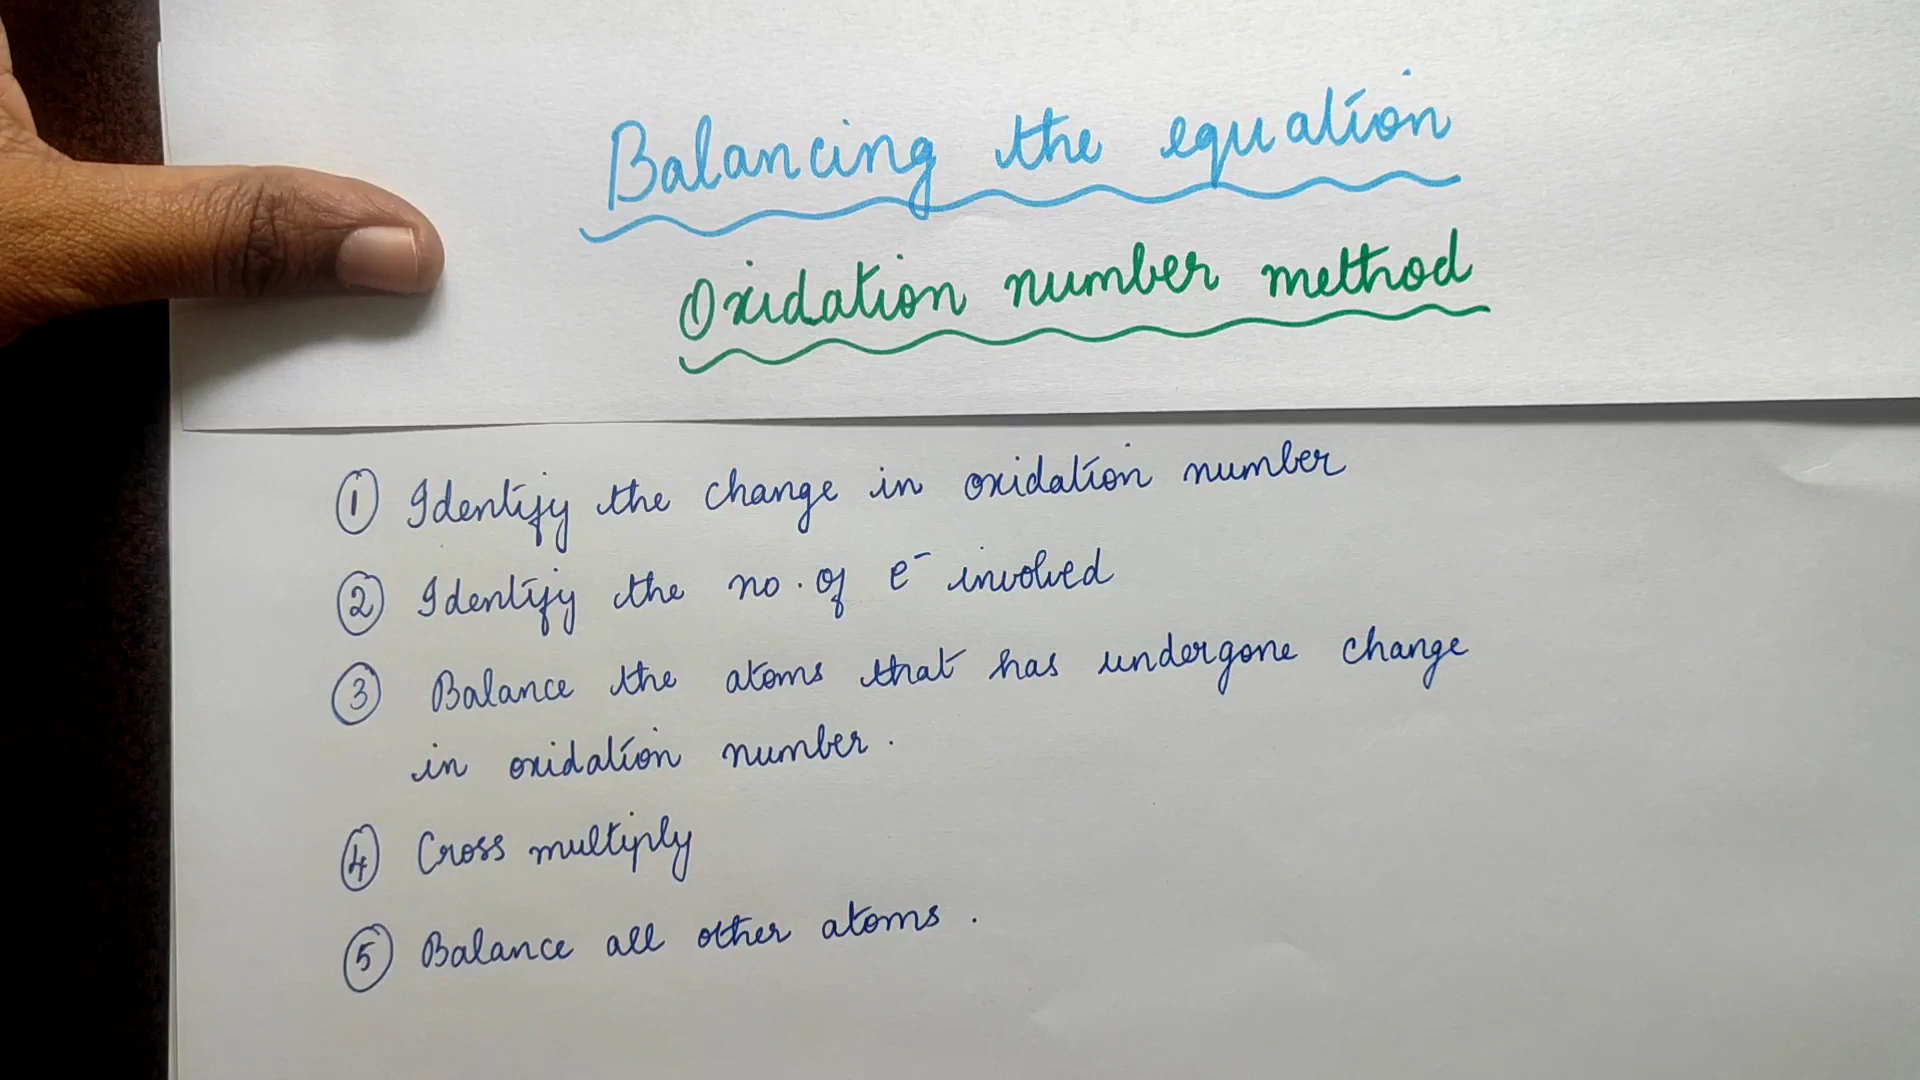 Balancing the equation
Oxidation number method
① Identify the change in oxidation number
② Identify the no. of e⁻ involved
③ Balance the atoms that has undergone change
in oxidation number.
④ Cross multiply
⑤ Balance all other atoms.